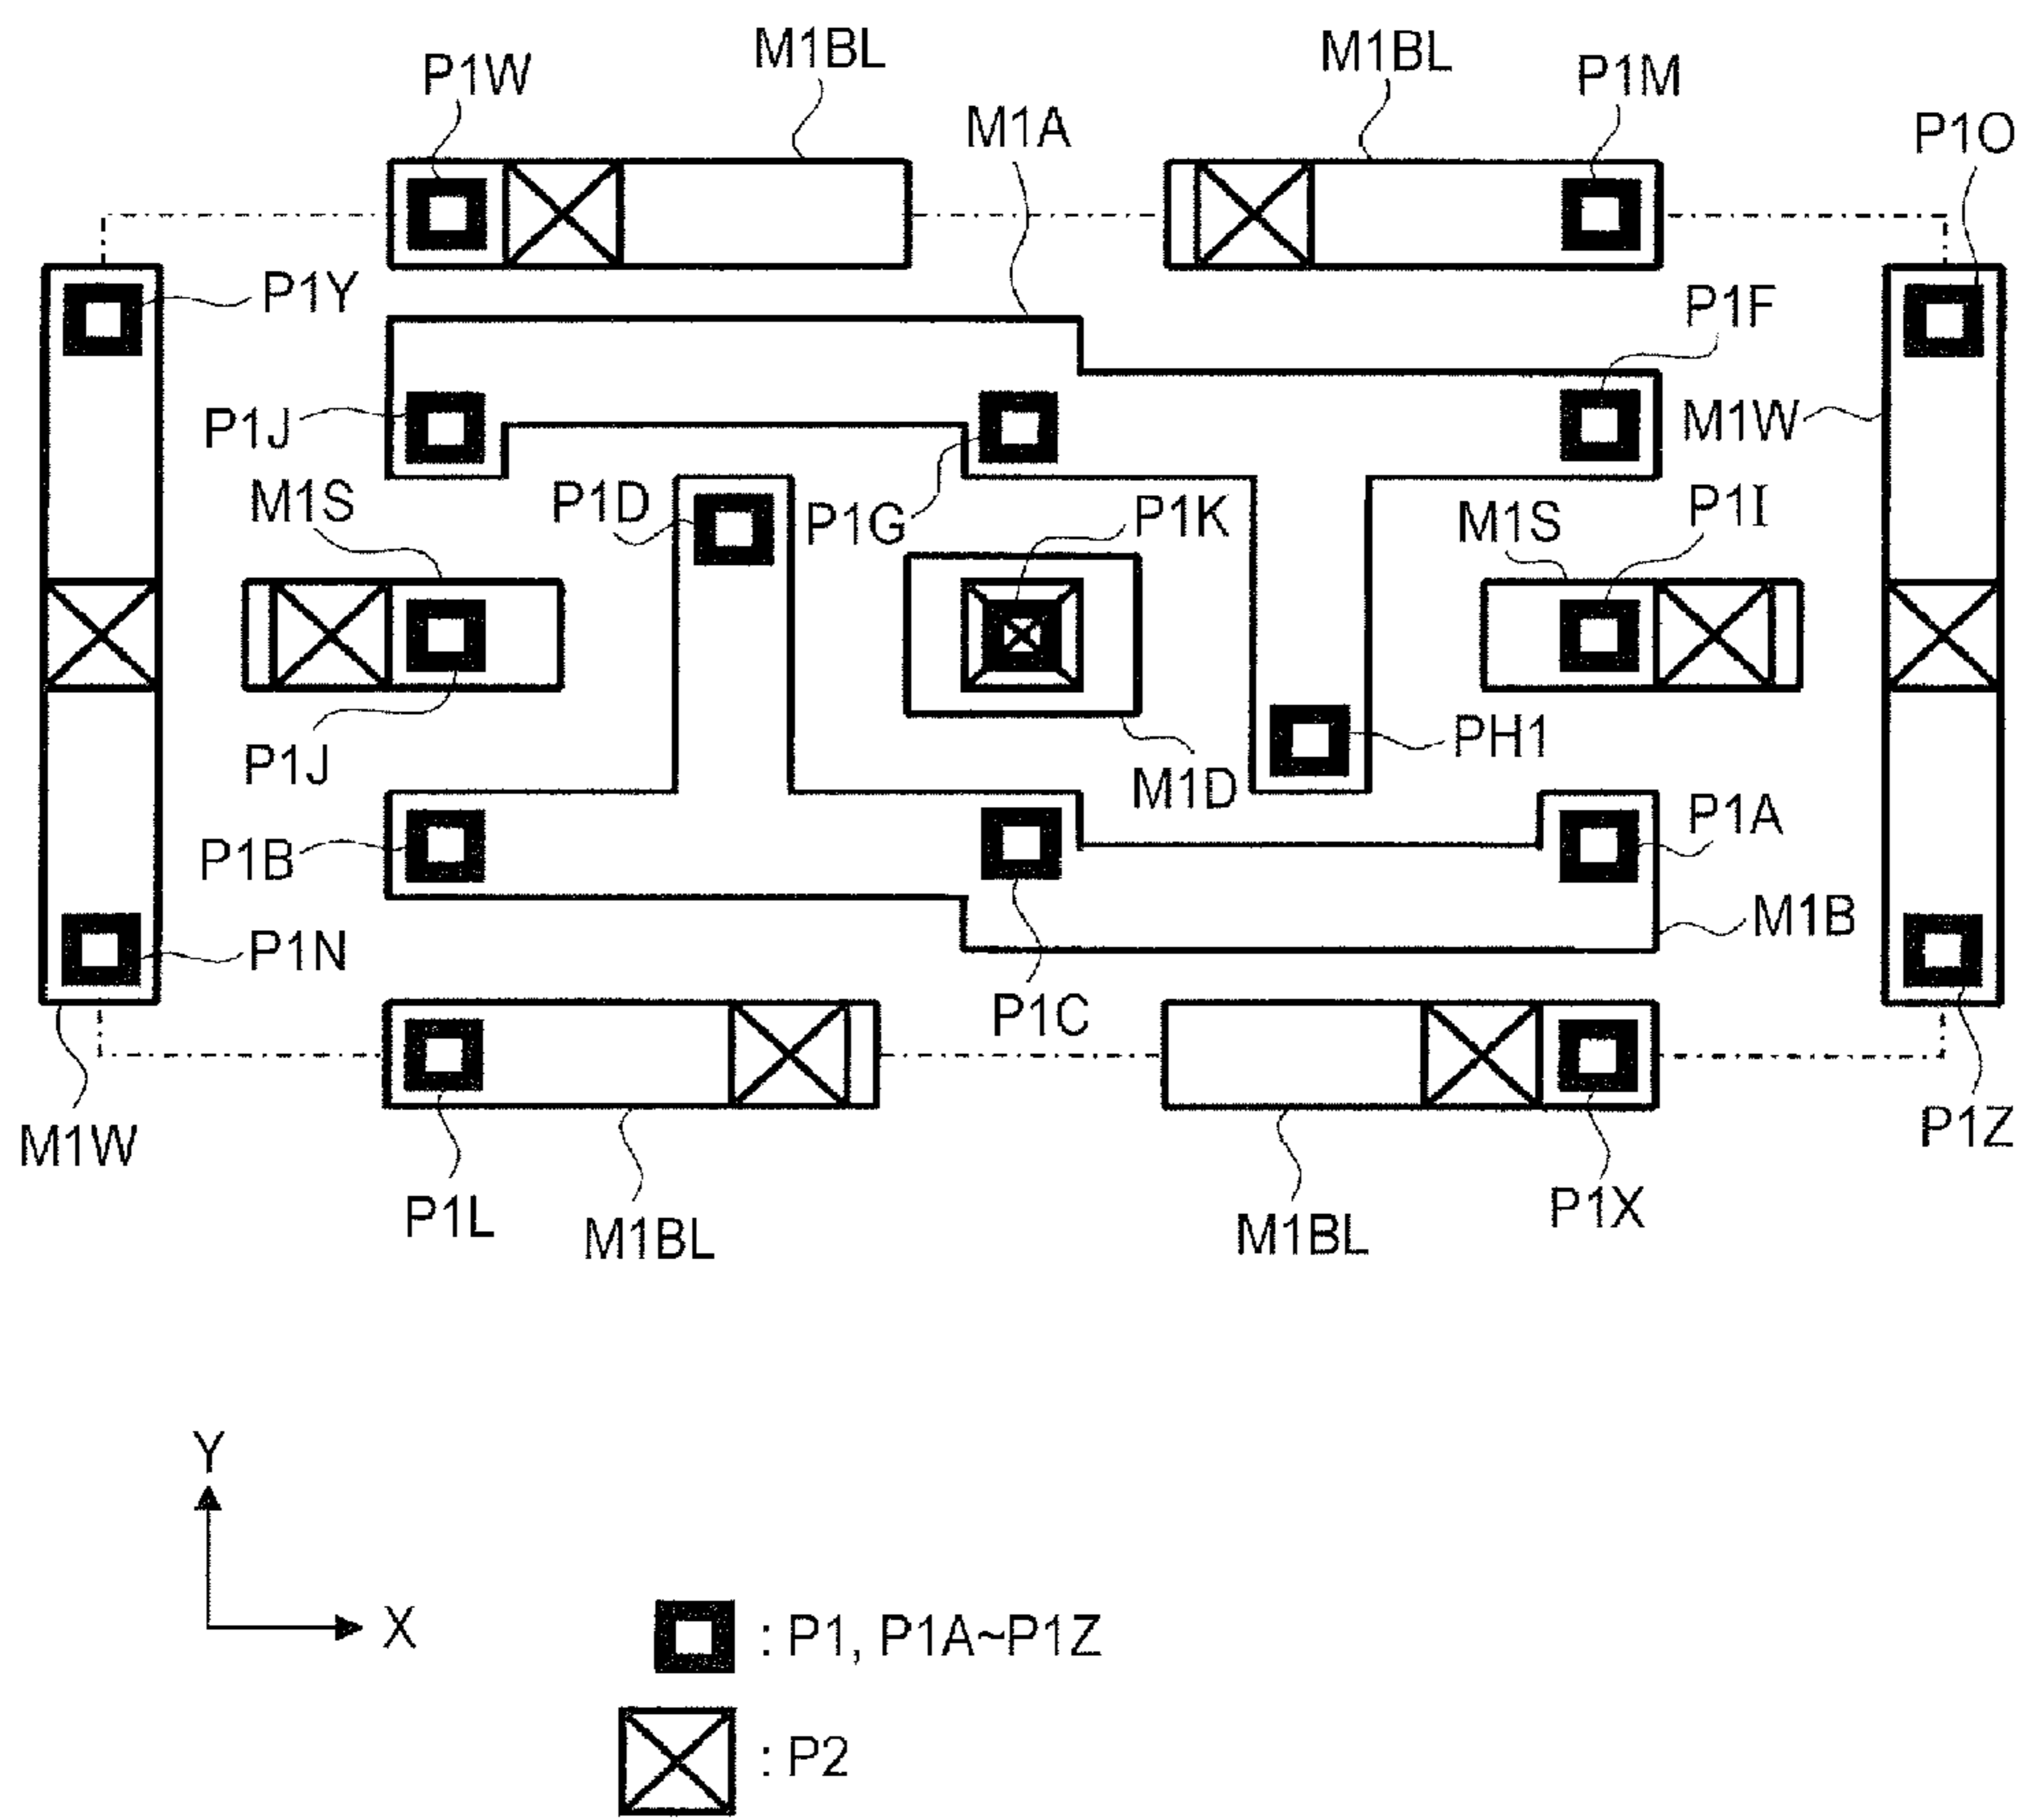 P1W M1BL M1BL P1M
M1A P1O
P1Y P1F
P1J M1W
M1S P1D P1G P1K M1S P1I
P1J M1D PH1
P1B P1A
P1N P1C M1B
M1W P1L M1BL M1BL P1X P1Z
Y
X
: P1, P1A~P1Z
: P2